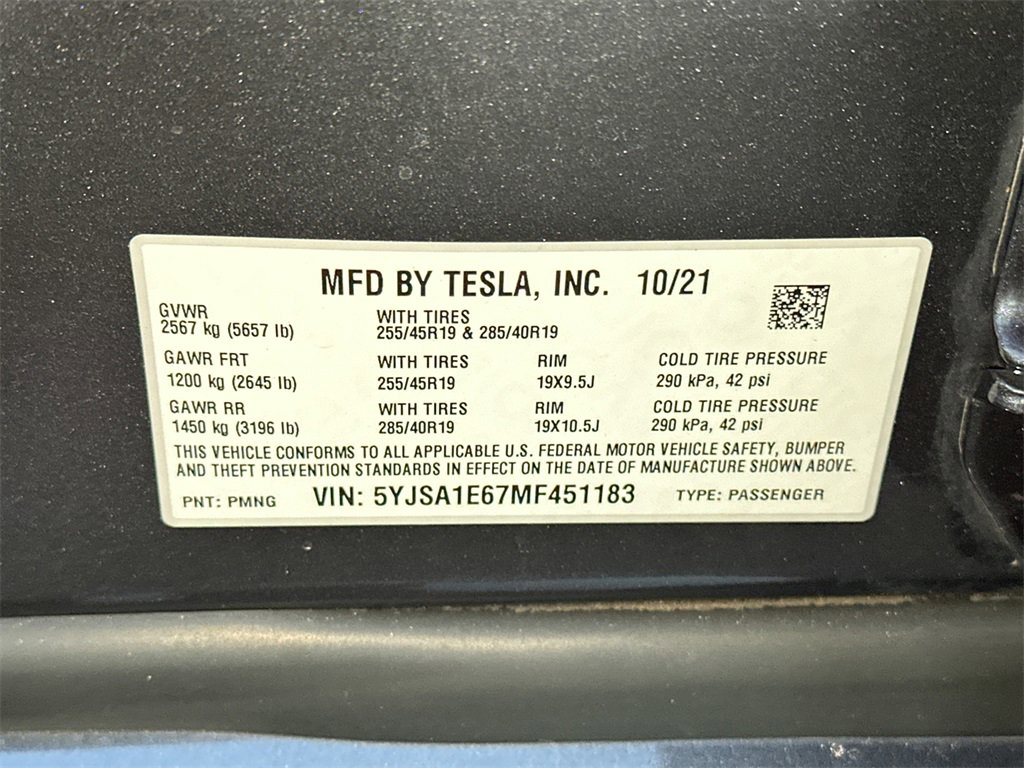 MFD BY TESLA, INC. 10/21
GVWR
2567 kg (5657 lb)
WITH TIRES
255/45R19 & 285/40R19
GAWR FRT WITH TIRES RIM COLD TIRE PRESSURE
1200 kg (2645 lb) 255/45R19 19X9.5J 290 kPa, 42 psi
GAWR RR WITH TIRES RIM COLD TIRE PRESSURE
1450 kg (3196 lb) 285/40R19 19X10.5J 290 kPa, 42 psi
THIS VEHICLE CONFORMS TO ALL APPLICABLE U.S. FEDERAL MOTOR VEHICLE SAFETY, BUMPER
AND THEFT PREVENTION STANDARDS IN EFFECT ON THE DATE OF MANUFACTURE SHOWN ABOVE.
PNT: PMNG VIN: 5YJSA1E67MF451183 TYPE: PASSENGER